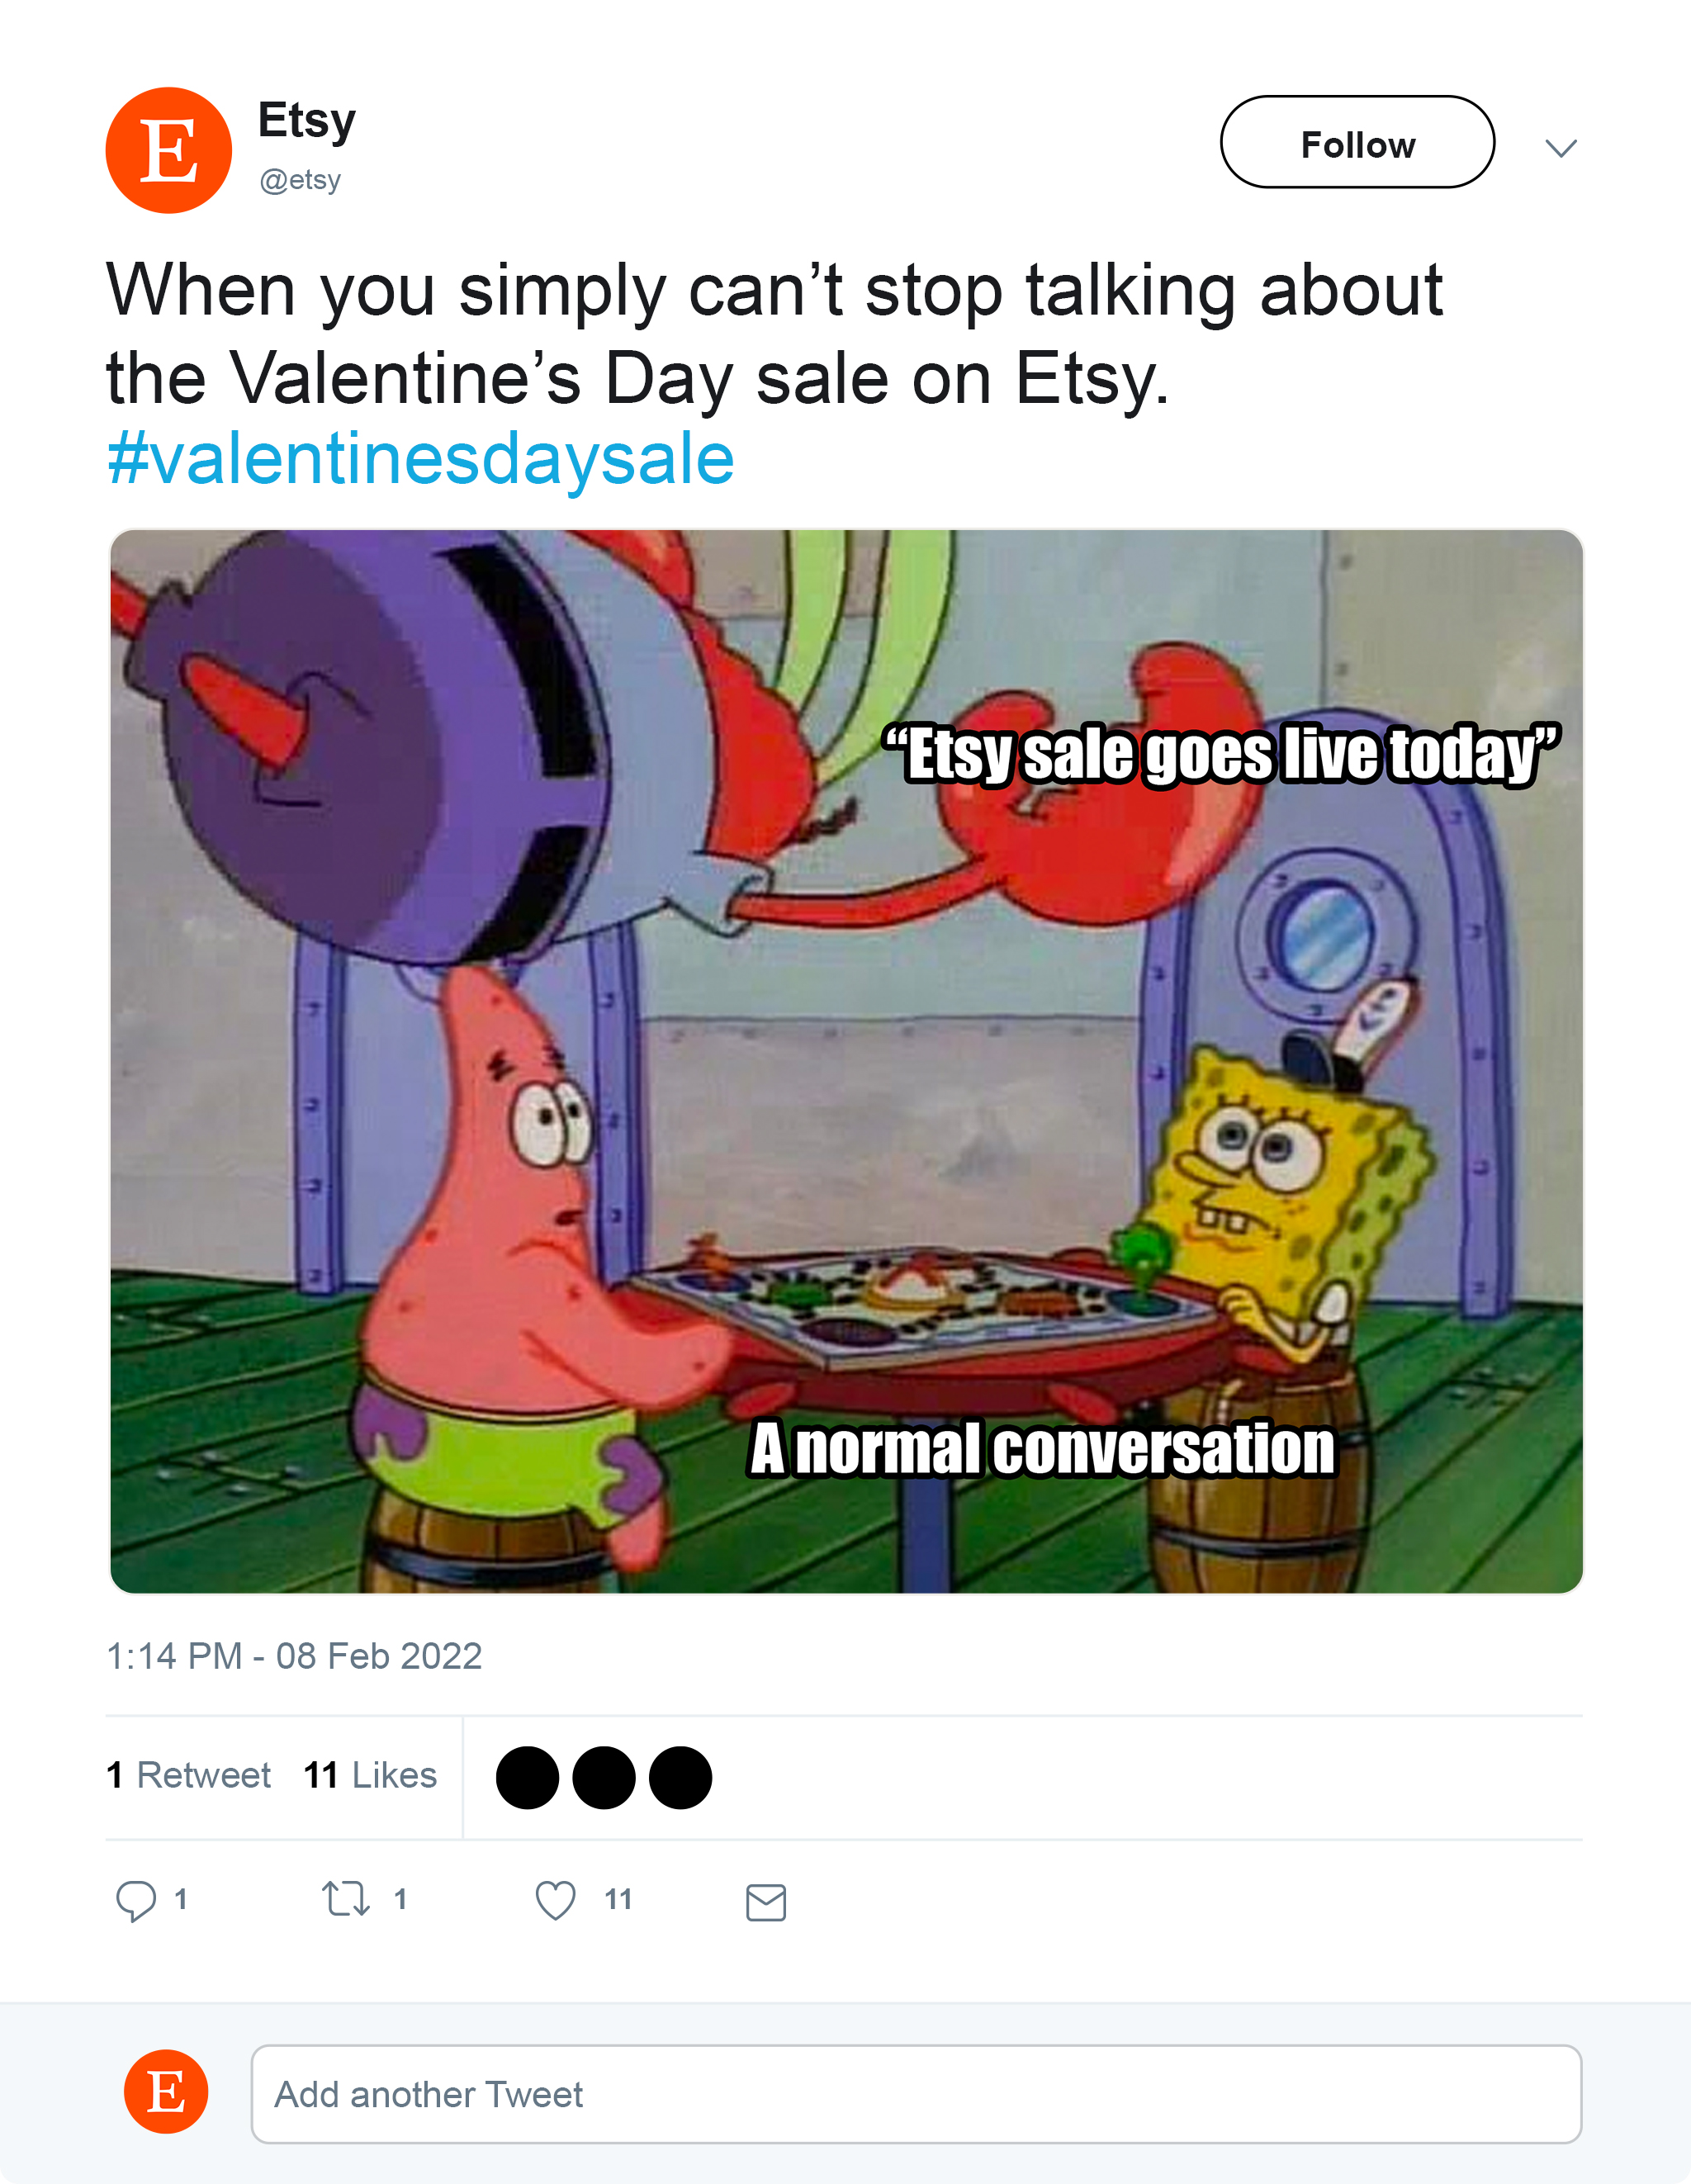 E
Etsy
@etsy
Follow
When you simply can’t stop talking about
the Valentine’s Day sale on Etsy.
#valentinesdaysale
“Etsy sale goes live today”
A normal conversation
1:14 PM - 08 Feb 2022
1 Retweet 11 Likes
1 1 11
E
Add another Tweet